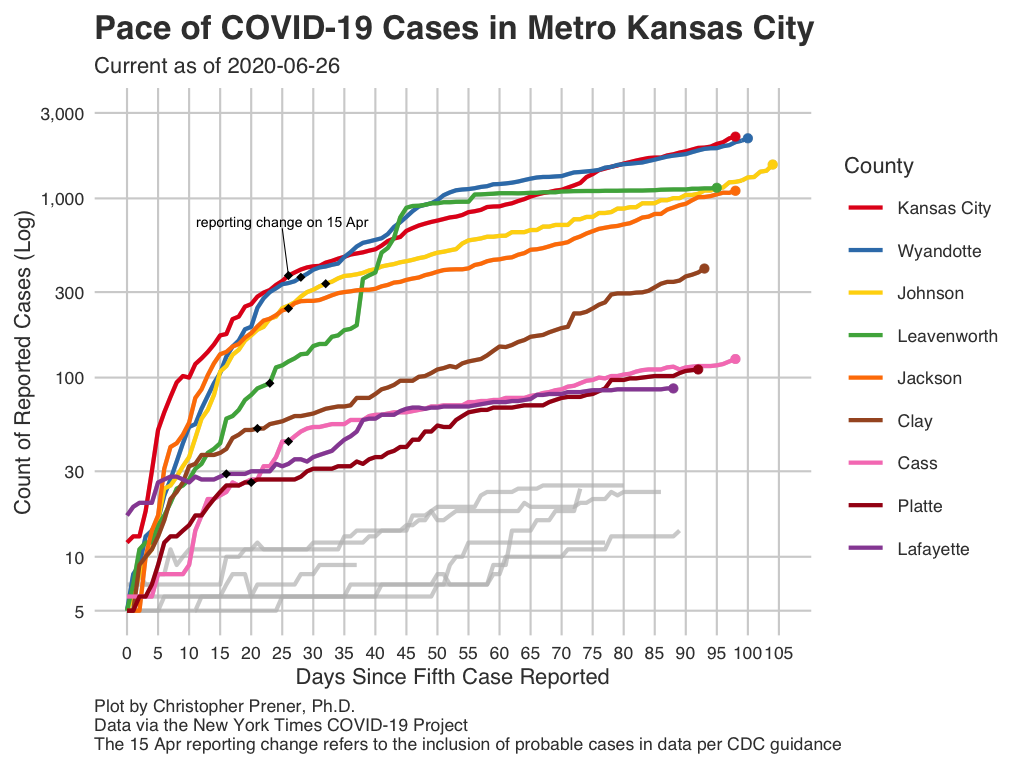 Pace of COVID-19 Cases in Metro Kansas City
Current as of 2020-06-26
Count of Reported Cases (Log)
3,000
1,000
300
100
30
10
5
reporting change on 15 Apr
0 5 10 15 20 25 30 35 40 45 50 55 60 65 70 75 80 85 90 95 100 105
Days Since Fifth Case Reported
County
Kansas City
Wyandotte
Johnson
Leavenworth
Jackson
Clay
Cass
Platte
Lafayette
Plot by Christopher Prener, Ph.D.
Data via the New York Times COVID-19 Project
The 15 Apr reporting change refers to the inclusion of probable cases in data per CDC guidance